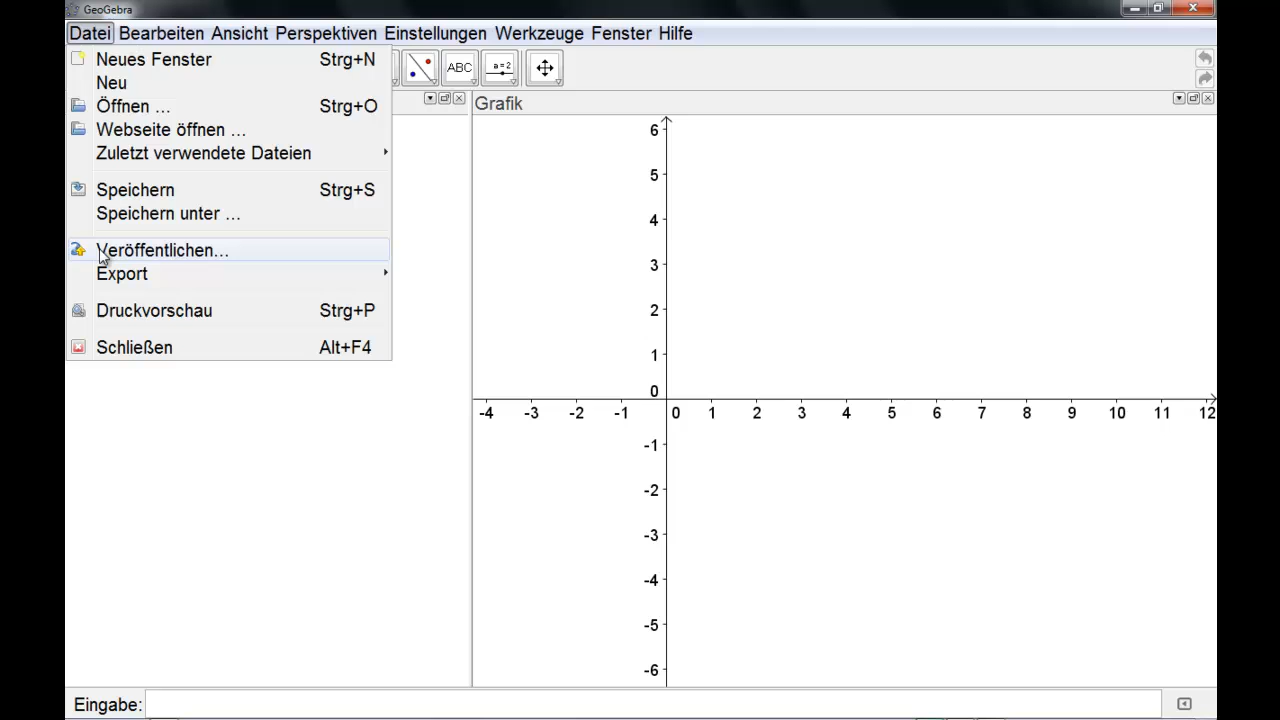 GeoGebra
Datei Bearbeiten Ansicht Perspektiven Einstellungen Werkzeuge Fenster Hilfe
Neues Fenster Strg+N
Neu
Öffnen ... Strg+O
Webseite öffnen ...
Zuletzt verwendete Dateien
Speichern Strg+S
Speichern unter ...
Veröffentlichen...
Export
Druckvorschau Strg+P
Schließen Alt+F4
ABC
a=2
Grafik
6
5
4
3
2
1
0
-4 -3 -2 -1 0 1 2 3 4 5 6 7 8 9 10 11 12
-1
-2
-3
-4
-5
-6
Eingabe: